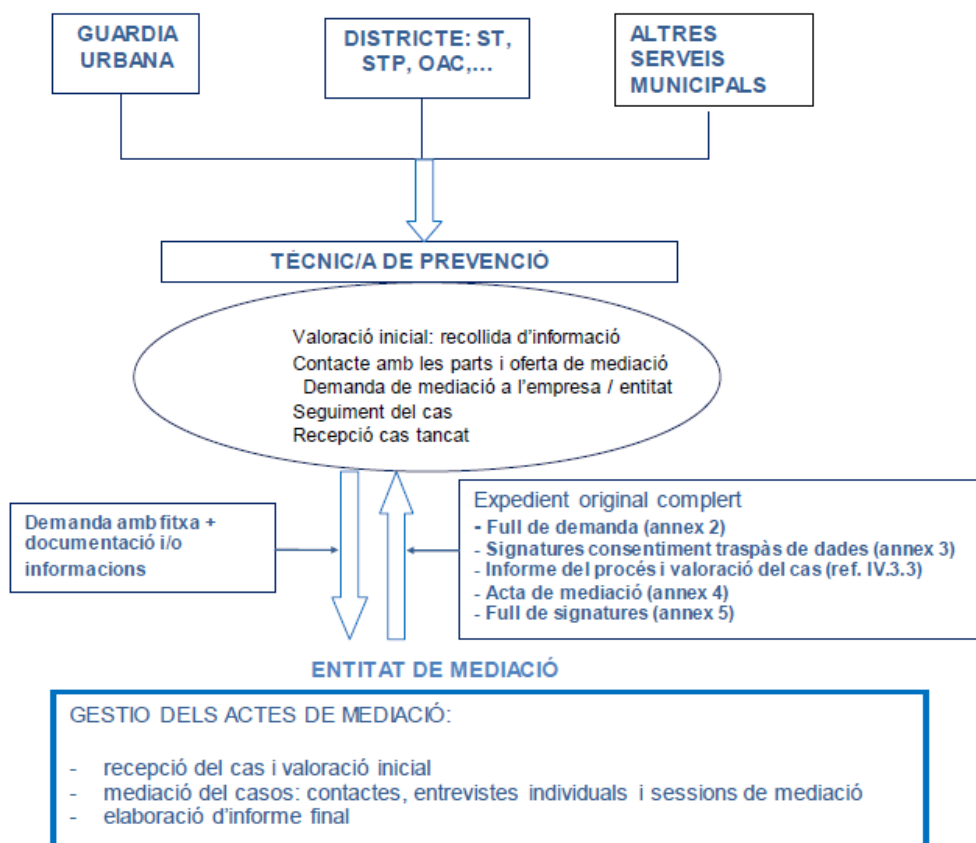 GUARDIA
URBANA
DISTRICTE: ST,
STP, OAC,...
ALTRES
SERVEIS
MUNICIPALS
TÈCNIC/A DE PREVENCIÓ
Valoració inicial: recollida d'informació
Contacte amb les parts i oferta de mediació
Demanda de mediació a l'empresa / entitat
Seguiment del cas
Recepció cas tancat
Demanda amb fitxa +
documentació i/o
informacions
Expedient original complert
- Full de demanda (annex 2)
- Signatures consentiment traspàs de dades (annex 3)
- Informe del procés i valoració del cas (ref. IV.3.3)
- Acta de mediació (annex 4)
- Full de signatures (annex 5)
ENTITAT DE MEDIACIÓ
GESTIO DELS ACTES DE MEDIACIÓ:
- recepció del cas i valoració inicial
- mediació del casos: contactes, entrevistes individuals i sessions de mediació
- elaboració d'informe final